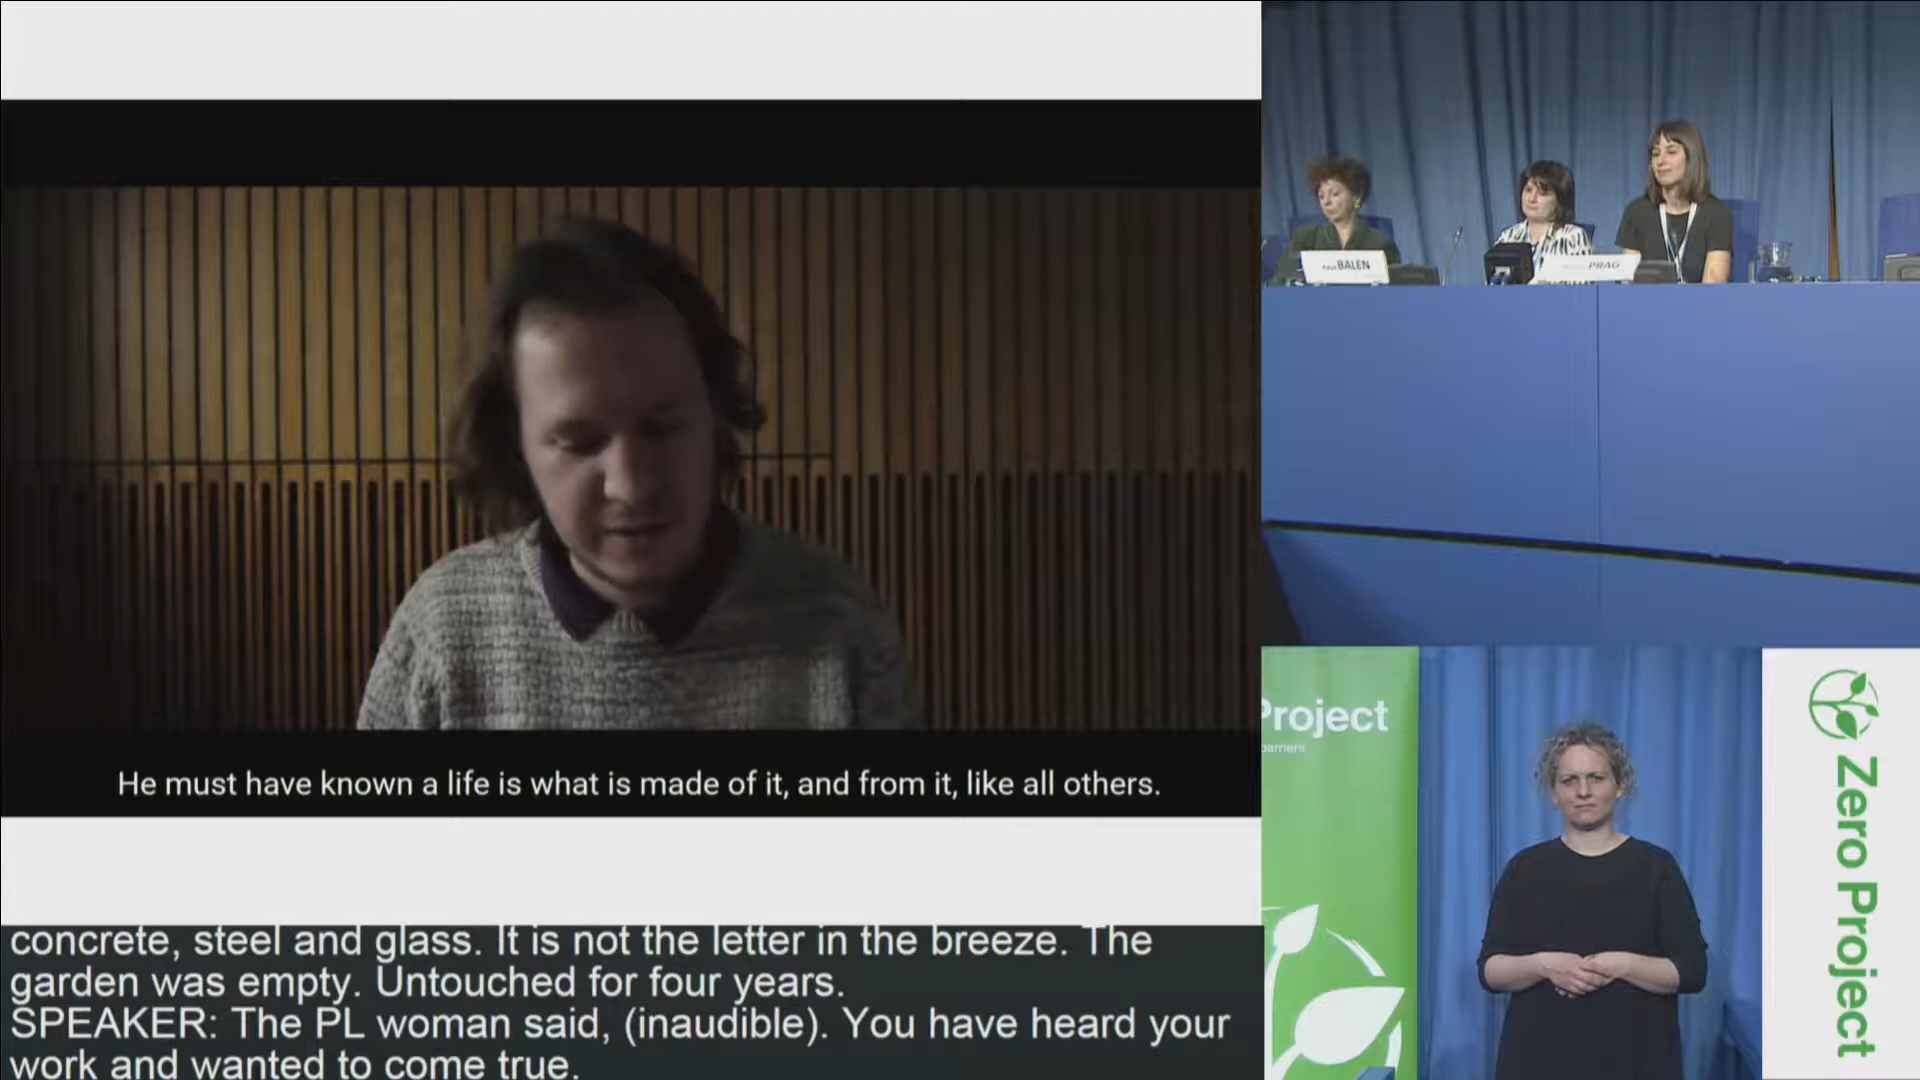 He must have known a life is what is made of it, and from it, like all others.
concrete, steel and glass. It is not the letter in the breeze. The
garden was empty. Untouched for four years.
SPEAKER: The PL woman said, (inaudible). You have heard your
work and wanted to come true.
BALEN
PRAG
Project
barriers
Zero Project